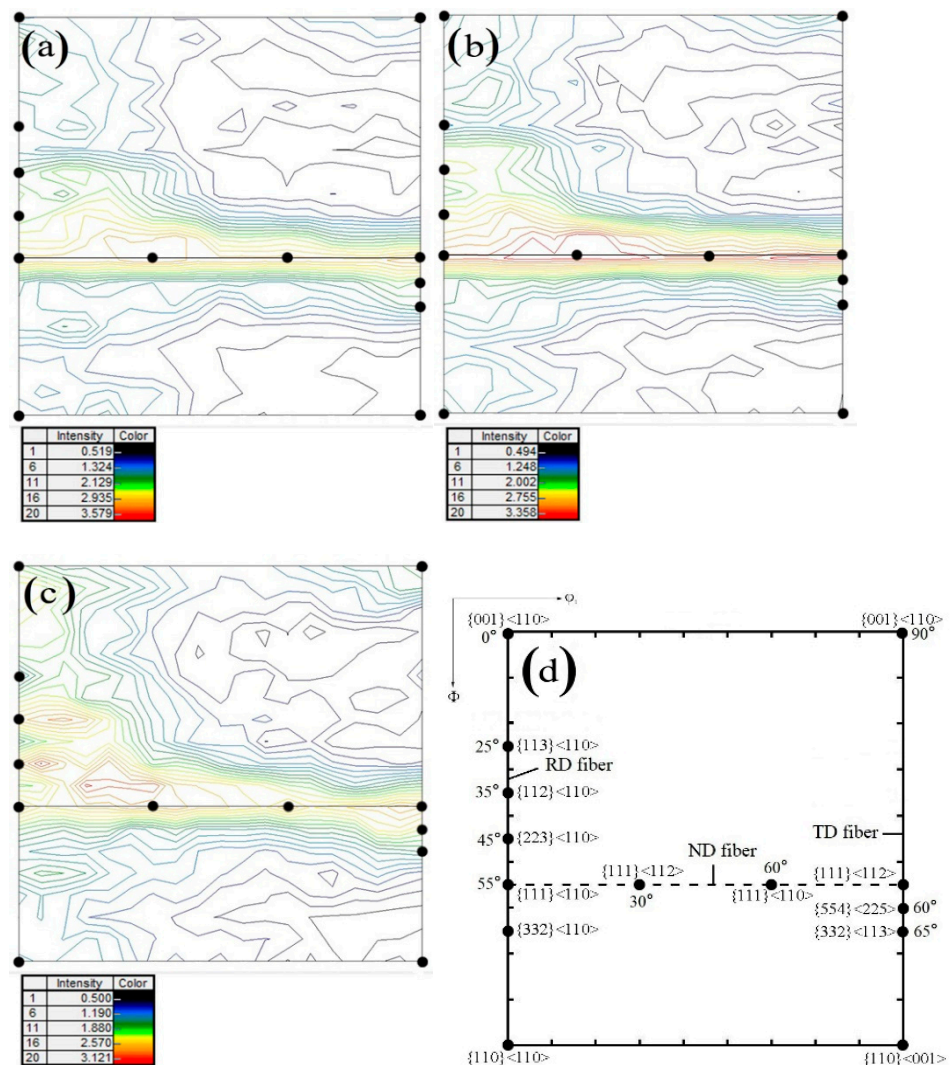 (a)
Intensity Color
1 0.519
6 1.324
11 2.129
16 2.935
20 3.579
(b)
Intensity Color
1 0.494
6 1.248
11 2.002
16 2.755
20 3.358
(c)
Intensity Color
1 0.500
6 1.190
11 1.880
16 2.570
20 3.121
φ₁
Φ
{001}<110> {001}<110>
0° 90°
(d)
25° {113}<110>
RD fiber
35° {112}<110>
TD fiber
45° {223}<110>
ND fiber
{111}<112> 60° {111}<112>
55° {111}<110> 30° {111}<110> {554}<225> 60°
{332}<110> {332}<113> 65°
{110}<110> {110}<001>